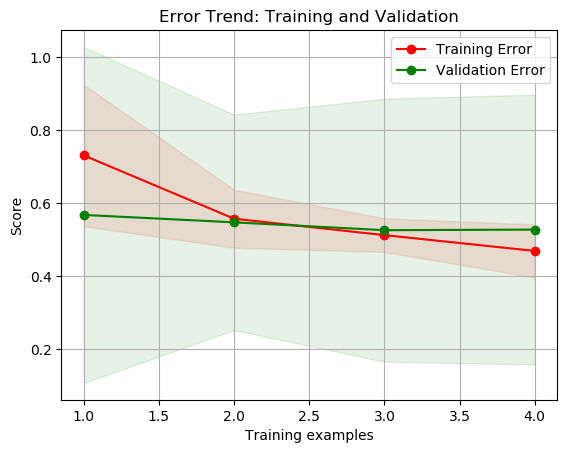 Error Trend: Training and Validation
Training Error
Validation Error
Score
1.0
0.8
0.6
0.4
0.2
1.0 1.5 2.0 2.5 3.0 3.5 4.0
Training examples